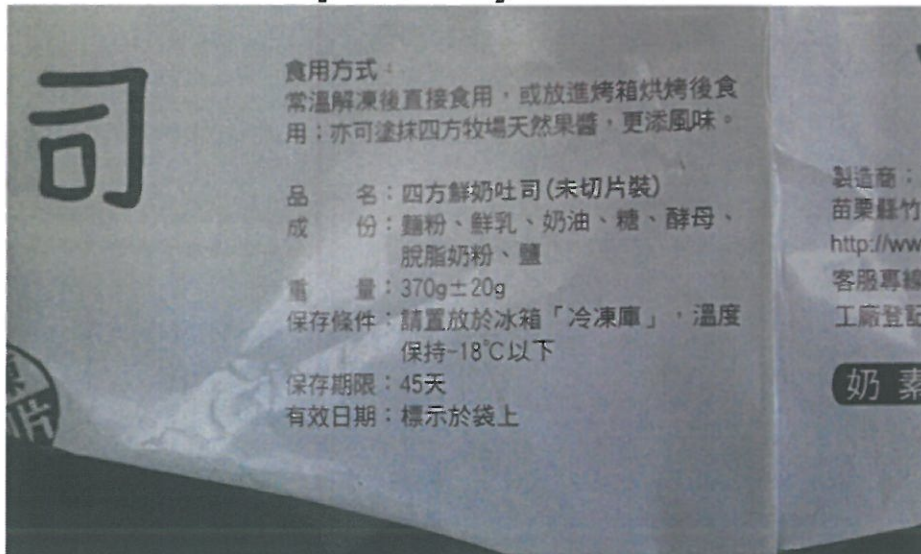 司
食用方式：
常溫解凍後直接食用，或放進烤箱烘烤後食
用；亦可塗抹四方牧場天然果醬，更添風味。
品　　名：四方鮮奶吐司(未切片裝)
成　　份：麵粉、鮮乳、奶油、糖、酵母、
脫脂奶粉、鹽
重　　量：370g±20g
保存條件：請置放於冰箱「冷凍庫」，溫度
保持-18℃以下
保存期限：45天
有效日期：標示於袋上
片
製造商：
苗栗縣竹
http://ww
客服專線
工廠登記
奶 素